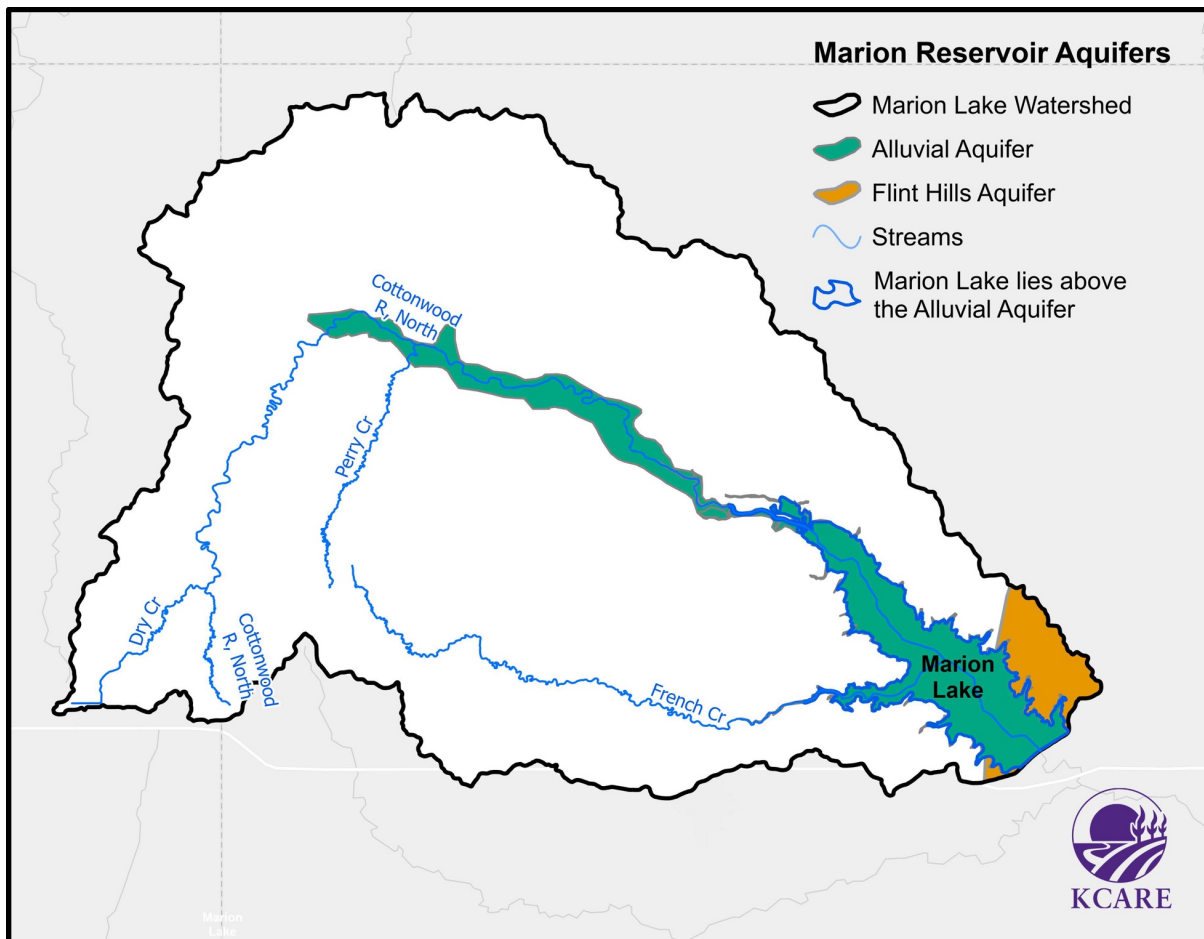 Marion Reservoir Aquifers
Marion Lake Watershed
Alluvial Aquifer
Flint Hills Aquifer
Streams
Marion Lake lies above
the Alluvial Aquifer
Cottonwood
R, North
Perry Cr
Dry Cr
Cottonwood
R, North
French Cr
Marion
Lake
KCARE
Marion
Lake